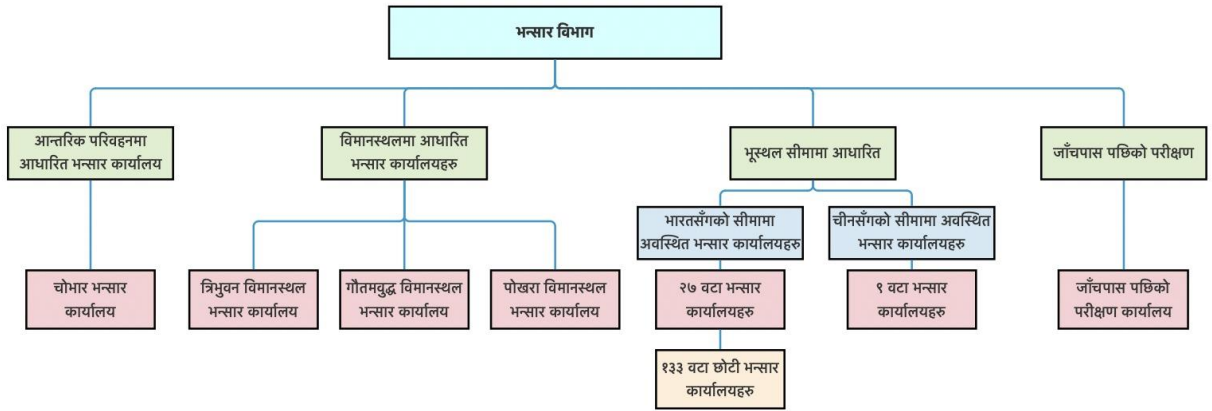 भन्सार विभाग
आन्तरिक परिवहनमा
आधारित भन्सार कार्यालय
विमानस्थलमा आधारित
भन्सार कार्यालयहरु
भूस्थल सीमामा आधारित
जाँचपास पछिको परीक्षण
भारतसँगको सीमामा
अवस्थित भन्सार कार्यालयहरु
चीनसँगको सीमामा अवस्थित
भन्सार कार्यालयहरु
चोभार भन्सार
कार्यालय
त्रिभुवन विमानस्थल
भन्सार कार्यालय
गौतमबुद्ध विमानस्थल
भन्सार कार्यालय
पोखरा विमानस्थल
भन्सार कार्यालय
२७ वटा भन्सार
कार्यालयहरु
९ वटा भन्सार
कार्यालयहरु
जाँचपास पछिको
परीक्षण कार्यालय
१३३ वटा छोटी भन्सार
कार्यालयहरु